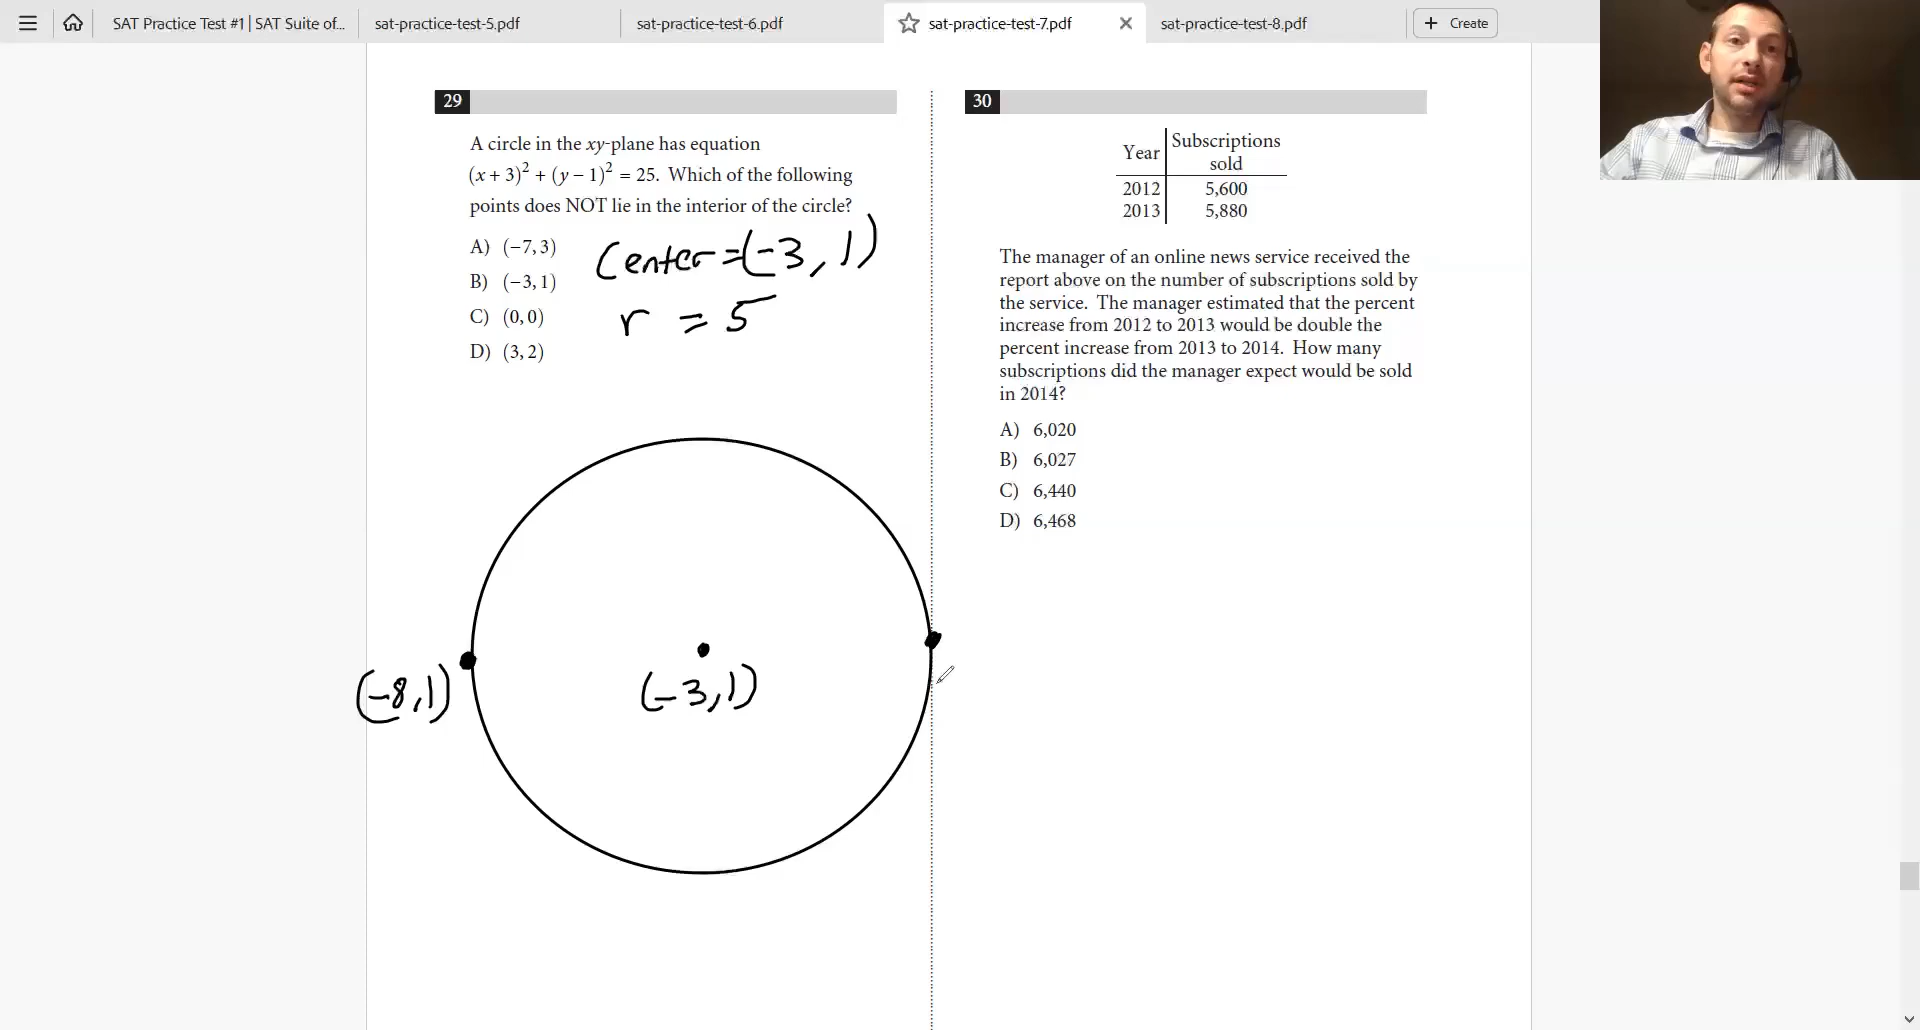 SAT Practice Test #1 | SAT Suite of...
sat-practice-test-5.pdf
sat-practice-test-6.pdf
sat-practice-test-7.pdf
sat-practice-test-8.pdf
+ Create
29
A circle in the xy-plane has equation
(x + 3)² + (y − 1)² = 25. Which of the following
points does NOT lie in the interior of the circle?
A) (−7, 3)
B) (−3, 1)
C) (0, 0)
D) (3, 2)
Center = (-3, 1)
r = 5
(-8, 1)
(-3, 1)
30
Year Subscriptions
sold
2012 5,600
2013 5,880
The manager of an online news service received the
report above on the number of subscriptions sold by
the service. The manager estimated that the percent
increase from 2012 to 2013 would be double the
percent increase from 2013 to 2014. How many
subscriptions did the manager expect would be sold
in 2014?
A) 6,020
B) 6,027
C) 6,440
D) 6,468